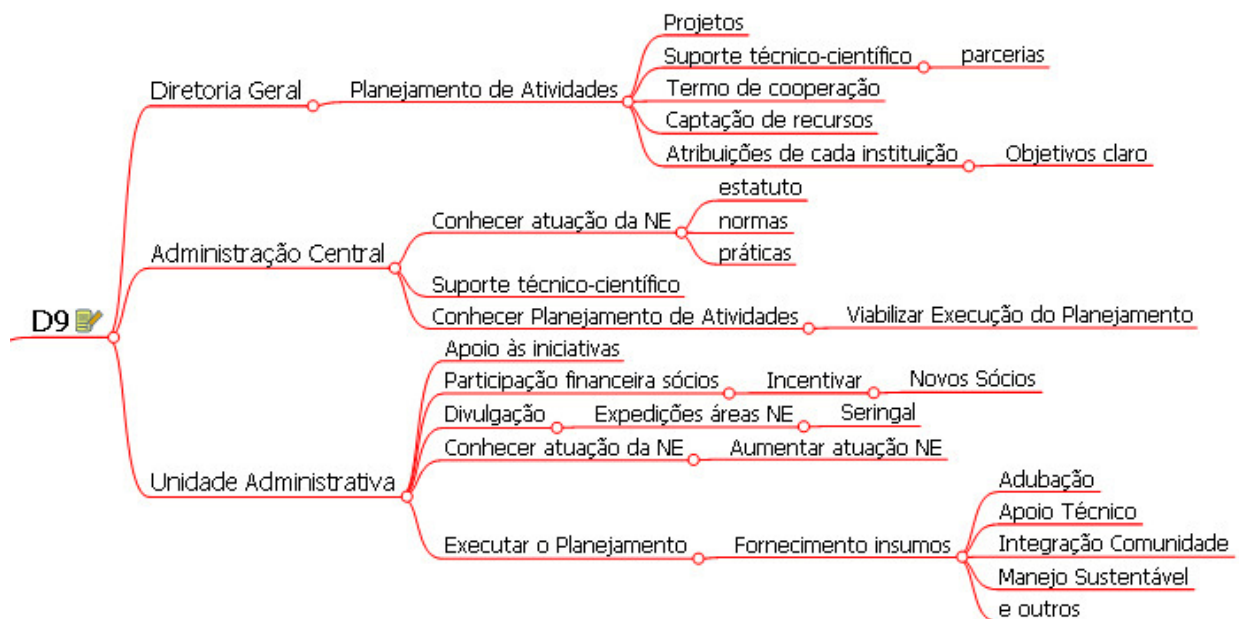 Projetos
Suporte técnico-científico
parcerias
Diretoria Geral
Planejamento de Atividades
Termo de cooperação
Captação de recursos
Atribuições de cada instituição
Objetivos claro
estatuto
Conhecer atuação da NE
normas
práticas
Administração Central
Suporte técnico-científico
Conhecer Planejamento de Atividades
Viabilizar Execução do Planejamento
D9
Apoio às iniciativas
Participação financeira sócios
Incentivar
Novos Sócios
Divulgação
Expedições áreas NE
Seringal
Conhecer atuação da NE
Aumentar atuação NE
Unidade Administrativa
Executar o Planejamento
Fornecimento insumos
Adubação
Apoio Técnico
Integração Comunidade
Manejo Sustentável
e outros